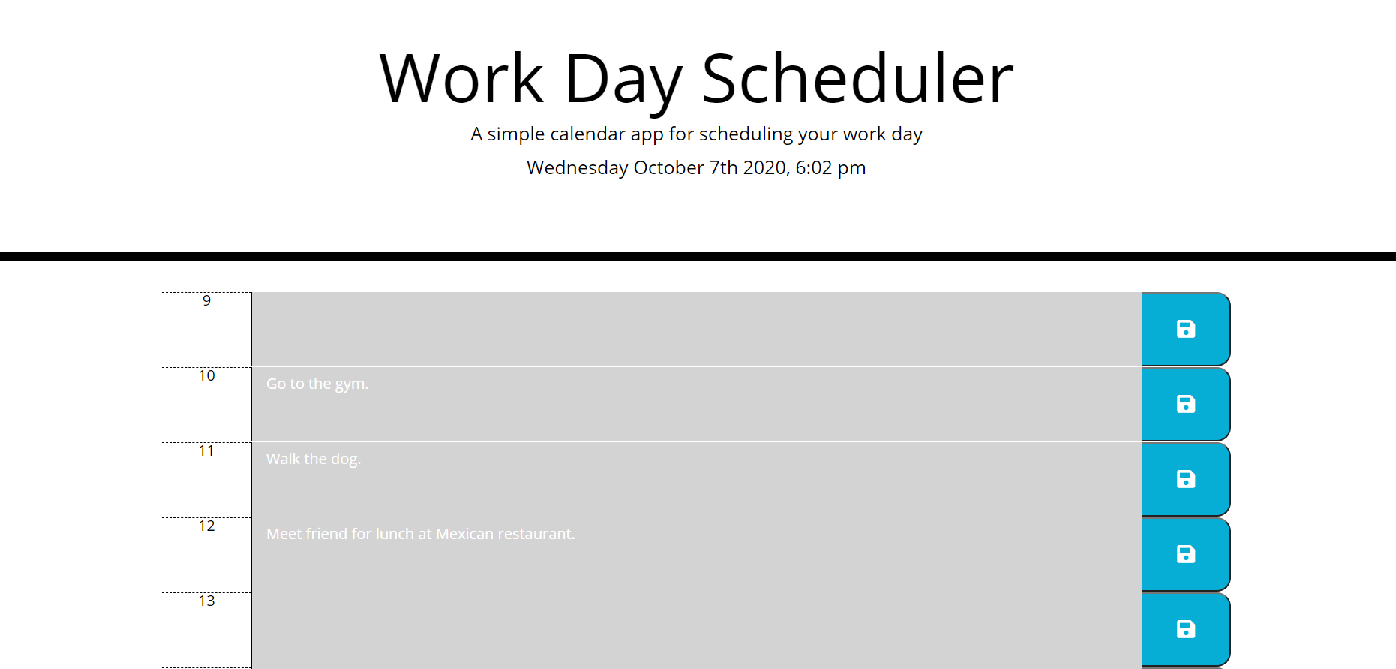 Work Day Scheduler
A simple calendar app for scheduling your work day
Wednesday October 7th 2020, 6:02 pm
9
10
Go to the gym.
11
Walk the dog.
12
Meet friend for lunch at Mexican restaurant.
13